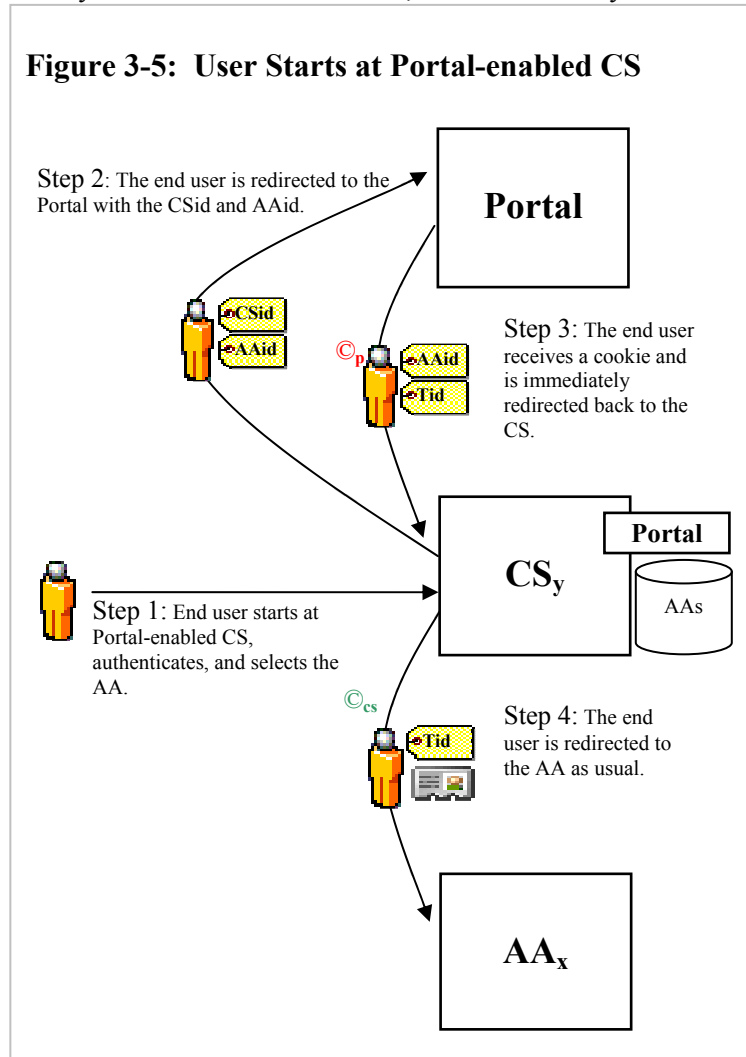 Figure 3-5: User Starts at Portal-enabled CS
Step 2: The end user is redirected to the
Portal with the CSid and AAid.
Portal
CSid
AAid
©p
AAid
Tid
Step 3: The end user
receives a cookie and
is immediately
redirected back to the
CS.
CSy
Portal
AAs
Step 1: End user starts at
Portal-enabled CS,
authenticates, and selects the
AA.
©cs
Tid
Step 4: The end
user is redirected to
the AA as usual.
AAx